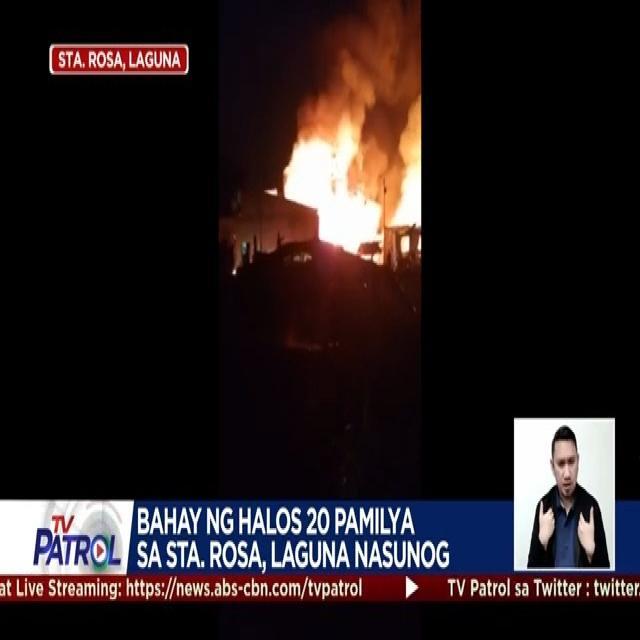 STA. ROSA, LAGUNA
TV
PATROL
BAHAY NG HALOS 20 PAMILYA
SA STA. ROSA, LAGUNA NASUNOG
at Live Streaming: https://news.abs-cbn.com/tvpatrol
TV Patrol sa Twitter : twitter.